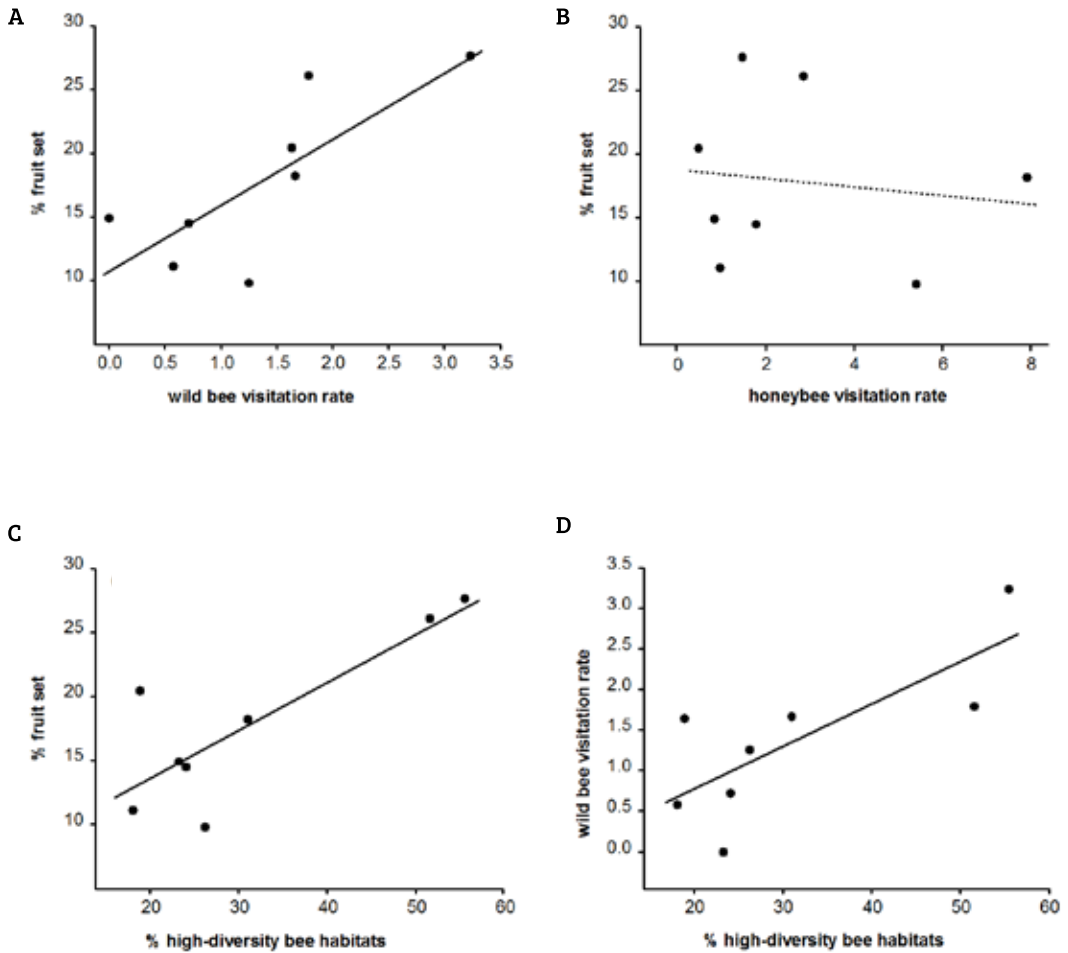 A
30
25
20
15
10
% fruit set
0.0 0.5 1.0 1.5 2.0 2.5 3.0 3.5
wild bee visitation rate
B
30
25
20
15
10
% fruit set
0 2 4 6 8
honeybee visitation rate
C
30
25
20
15
10
% fruit set
20 30 40 50 60
% high-diversity bee habitats
D
3.5
3.0
2.5
2.0
1.5
1.0
0.5
0.0
wild bee visitation rate
20 30 40 50 60
% high-diversity bee habitats